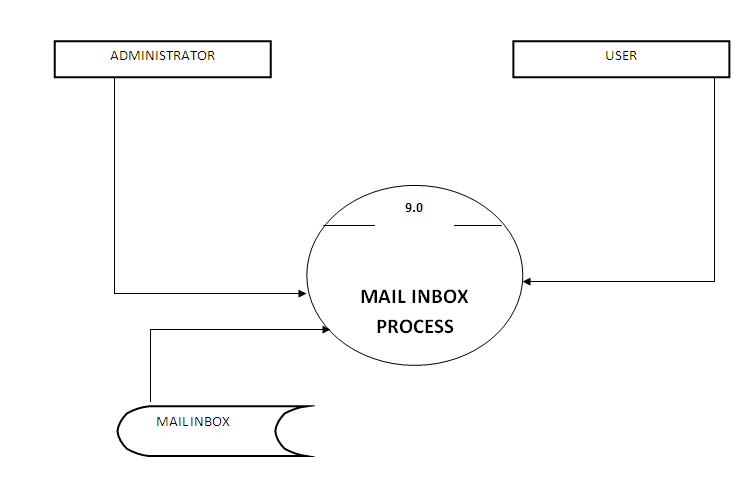 ADMINISTRATOR
USER
9.0
MAIL INBOX
PROCESS
MAILINBOX